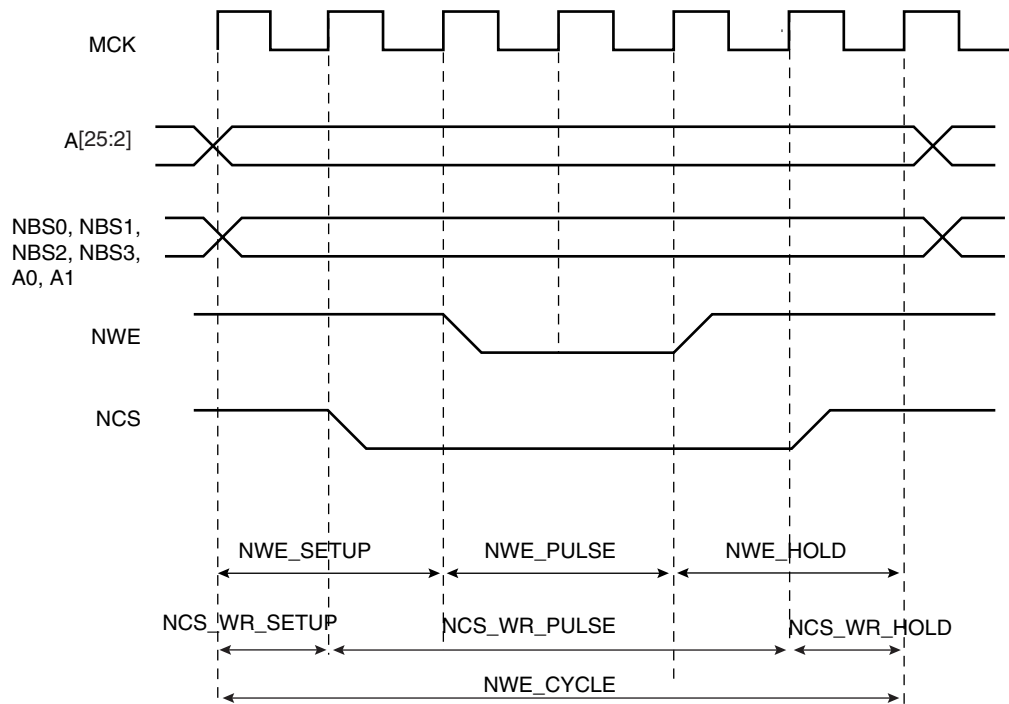 MCK
A[25:2]
NBS0, NBS1,
NBS2, NBS3,
A0, A1
NWE
NCS
NWE_SETUP NWE_PULSE NWE_HOLD
NCS_WR_SETUP NCS_WR_PULSE NCS_WR_HOLD
NWE_CYCLE